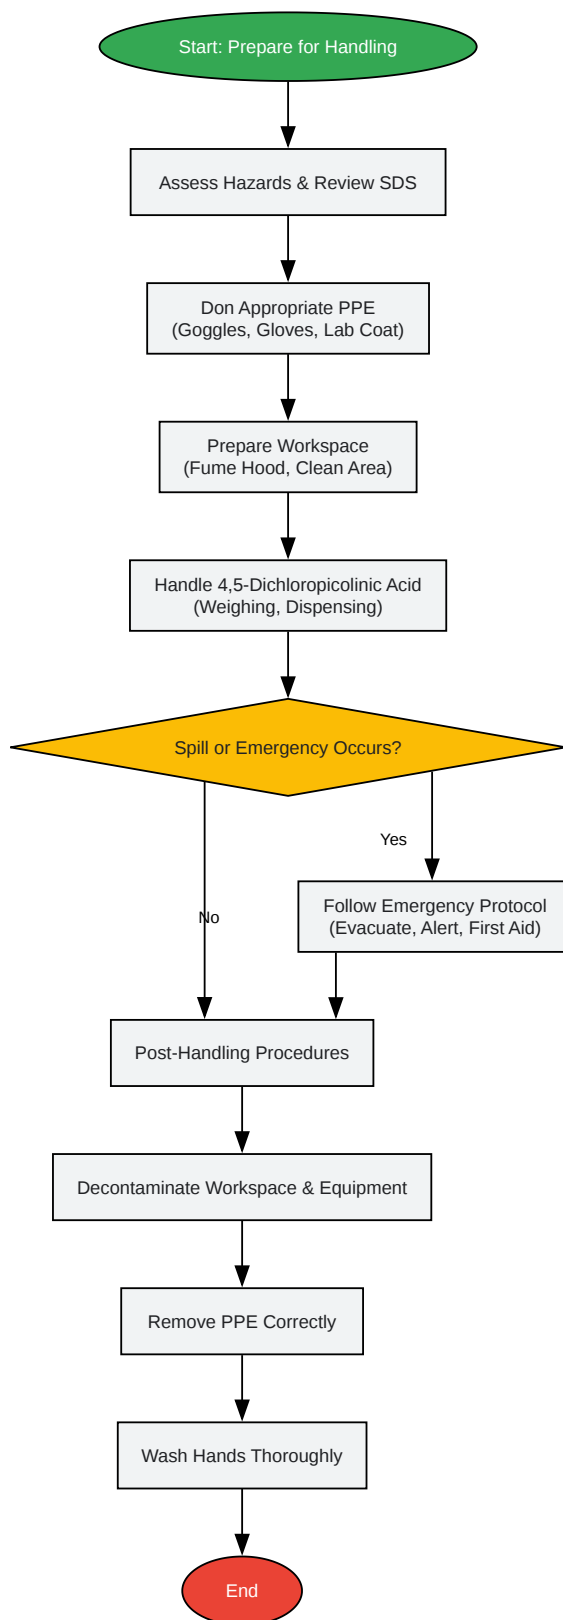 Start: Prepare for Handling
Assess Hazards & Review SDS
Don Appropriate PPE
(Goggles, Gloves, Lab Coat)
Prepare Workspace
(Fume Hood, Clean Area)
Handle 4,5-Dichloropicolinic Acid
(Weighing, Dispensing)
Spill or Emergency Occurs?
Yes
Follow Emergency Protocol
(Evacuate, Alert, First Aid)
No
Post-Handling Procedures
Decontaminate Workspace & Equipment
Remove PPE Correctly
Wash Hands Thoroughly
End